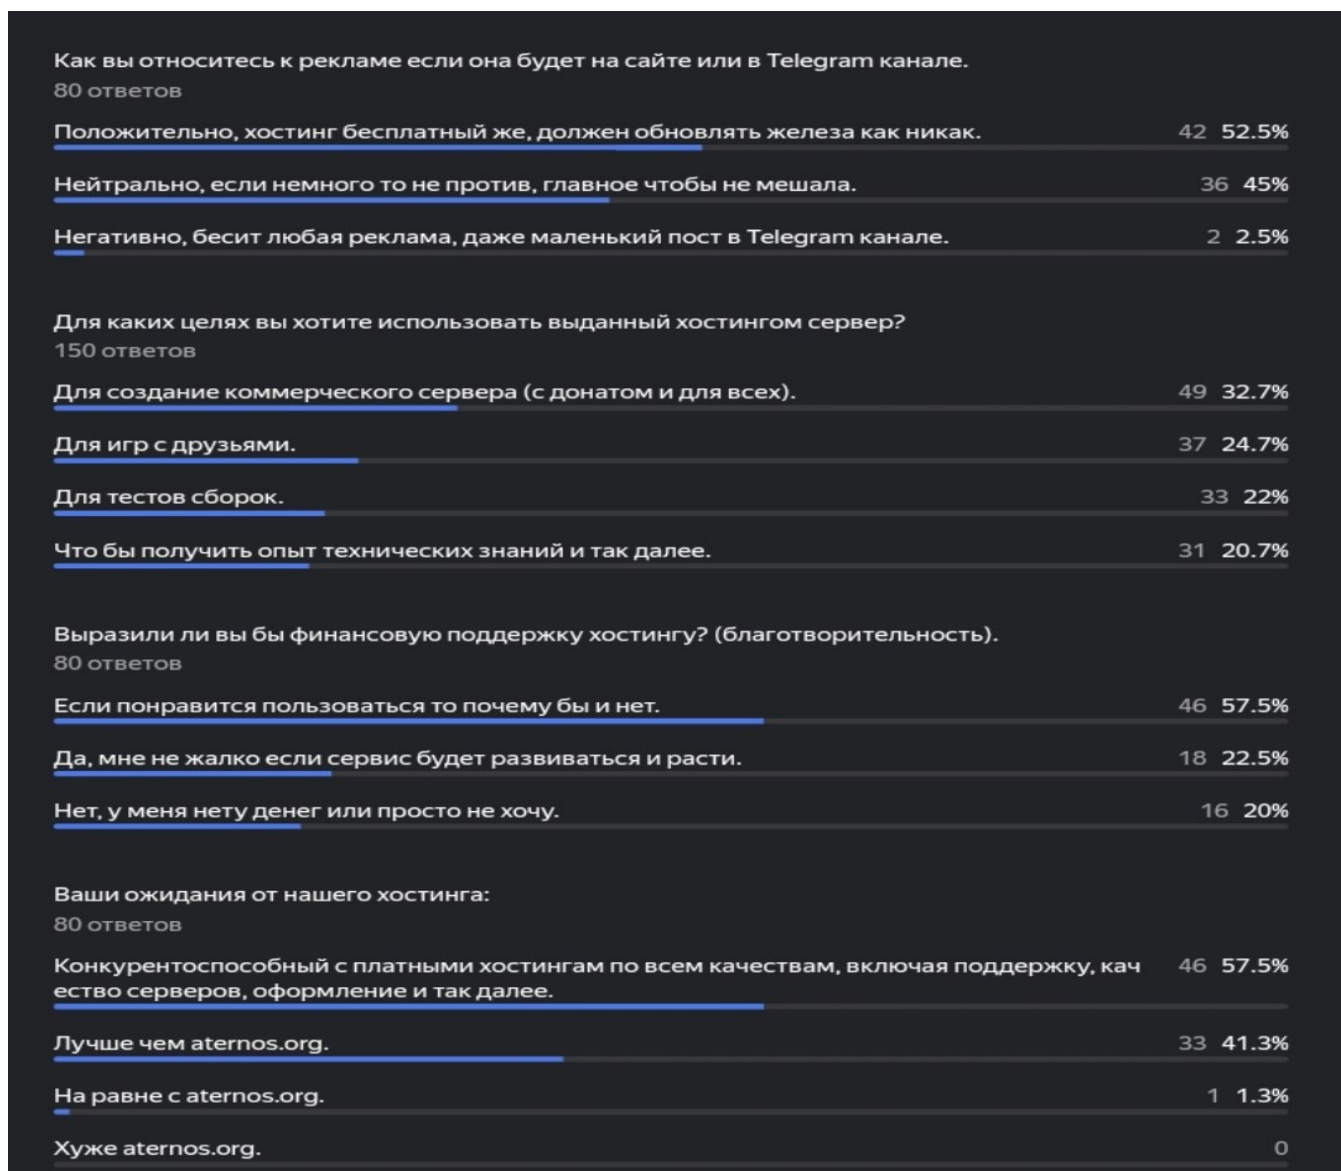 Как вы относитесь к рекламе если она будет на сайте или в Telegram канале.
80 ответов
Положительно, хостинг бесплатный же, должен обновлять железа как никак. 42 52.5%
Нейтрально, если немного то не против, главное чтобы не мешала. 36 45%
Негативно, бесит любая реклама, даже маленький пост в Telegram канале. 2 2.5%
Для каких целях вы хотите использовать выданный хостингом сервер?
150 ответов
Для создание коммерческого сервера (с донатом и для всех). 49 32.7%
Для игр с друзьями. 37 24.7%
Для тестов сборок. 33 22%
Что бы получить опыт технических знаний и так далее. 31 20.7%
Выразили ли вы бы финансовую поддержку хостингу? (благотворительность).
80 ответов
Если понравится пользоваться то почему бы и нет. 46 57.5%
Да, мне не жалко если сервис будет развиваться и расти. 18 22.5%
Нет, у меня нету денег или просто не хочу. 16 20%
Ваши ожидания от нашего хостинга:
80 ответов
Конкурентоспособный с платными хостингам по всем качествам, включая поддержку, кач 46 57.5%
ество серверов, оформление и так далее.
Лучше чем aternos.org. 33 41.3%
На равне с aternos.org. 1 1.3%
Хуже aternos.org. 0